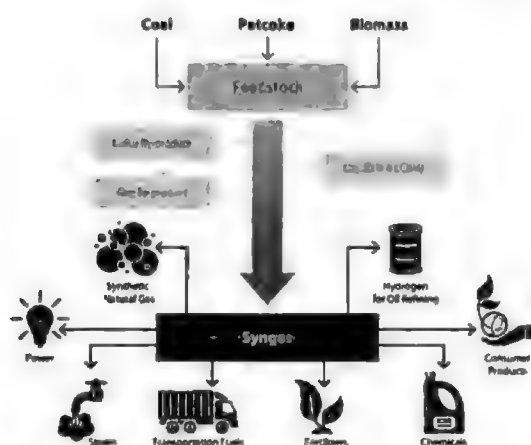 Coal
Petcoke
Biomass
Feedstock
Synthetic
Natural Gas
Hydrogen
for Oil Refining
Power
Syngas
Consumer
Products
Steam
Transportation Fuels
Fertilizers
Chemicals